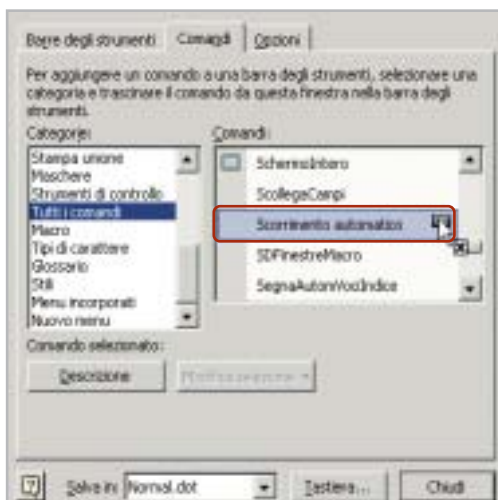 Barre degli strumenti Comandi Opzioni
Per aggiungere un comando a una barra degli strumenti, selezionare una
categoria e trascinare il comando da questa finestra nella barra degli
strumenti.
Categorie: Comandi:
Stampa unione
Maschere
Strumenti di controllo
Tutti i comandi
Macro
Tipi di carattere
Glossario
Stili
Menu incorporati
Nuovo menu
SchermoIntero
ScollegaCampi
Scorrimento automatico
SDFinestreMacro
SegnaAutomVociIndice
Comando selezionato:
Descrizione
Salva in: Normal.dot Tastiera... Chiudi